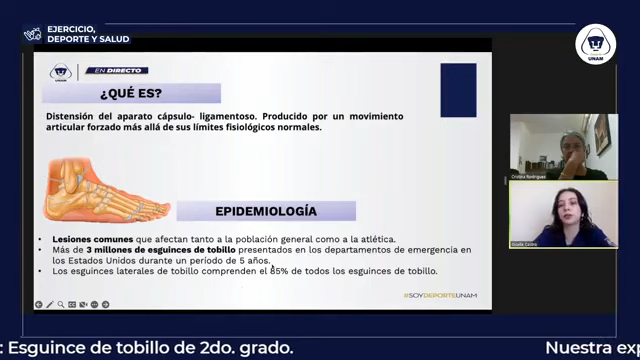 EJERCICIO,
DEPORTE Y SALUD
UNAM
UNAM
EN DIRECTO
¿QUÉ ES?
Distensión del aparato cápsulo- ligamentoso. Producido por un movimiento
articular forzado más allá de sus límites fisiológicos normales.
EPIDEMIOLOGÍA
• Lesiones comunes que afectan tanto a la población general como a la atlética.
• Más de 3 millones de esguinces de tobillo presentados en los departamentos de emergencia en
los Estados Unidos durante un período de 5 años.
• Los esguinces laterales de tobillo comprenden el 85% de todos los esguinces de tobillo.
#SOYDEPORTEUNAM
Cristina Rodríguez
: Esguince de tobillo de 2do. grado.
Nuestra exp